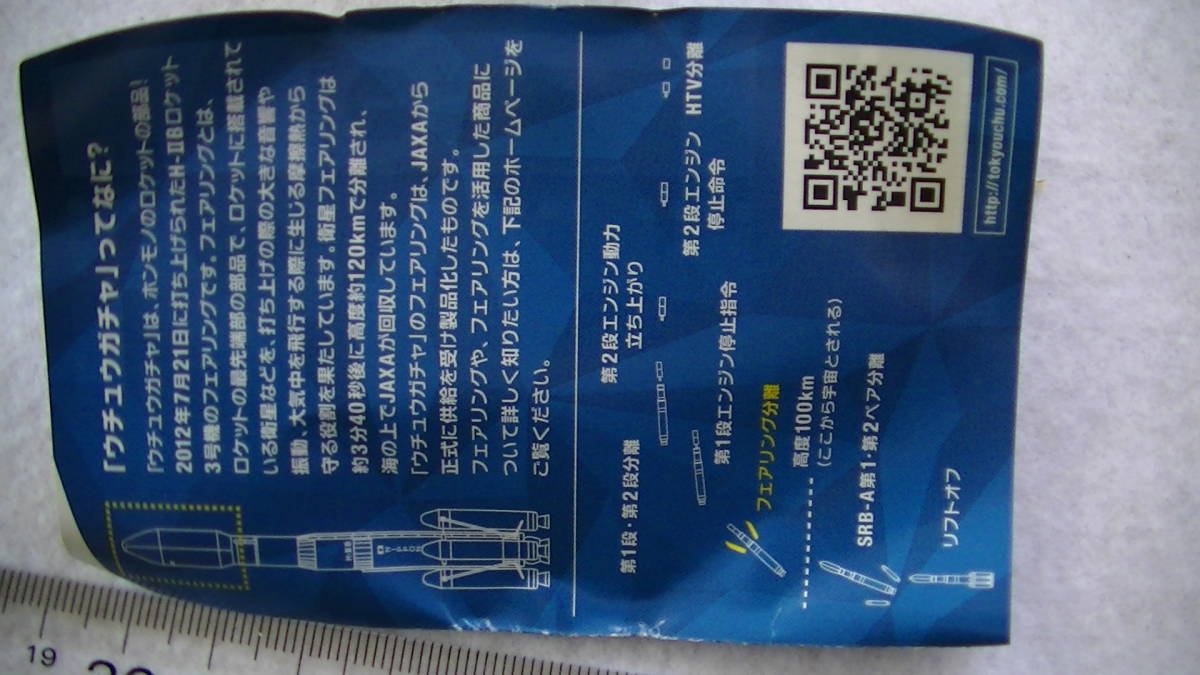 「ウチュウガチャ」ってなに?
「ウチュウガチャ」は、ホンモノのロケットの部品!
2012年7月21日に打ち上げられたH-ⅡBロケット
3号機のフェアリングです。フェアリングとは、
ロケットの最先端部の部品で、ロケットに搭載されて
いる衛星などを、打ち上げの際の大きな音響や
振動、大気中を飛行する際に生じる摩擦熱から
守る役割を果たしています。衛星フェアリングは
約3分40秒後に高度約120kmで分離され、
海の上でJAXAが回収しています。
「ウチュウガチャ」のフェアリングは、JAXAから
正式に供給を受け製品化したものです。
フェアリングや、フェアリングを活用した商品に
ついて詳しく知りたい方は、下記のホームページを
ご覧ください。
第1段・第2段分離
第2段エンジン動力
立ち上がり
第2段エンジン
停止命令
HTV分離
第1段エンジン停止指令
フェアリング分離
高度100km
(ここから宇宙とされる)
SRB-A第1・第2ペア分離
リフトオフ
http://tokyouchu.com/
19